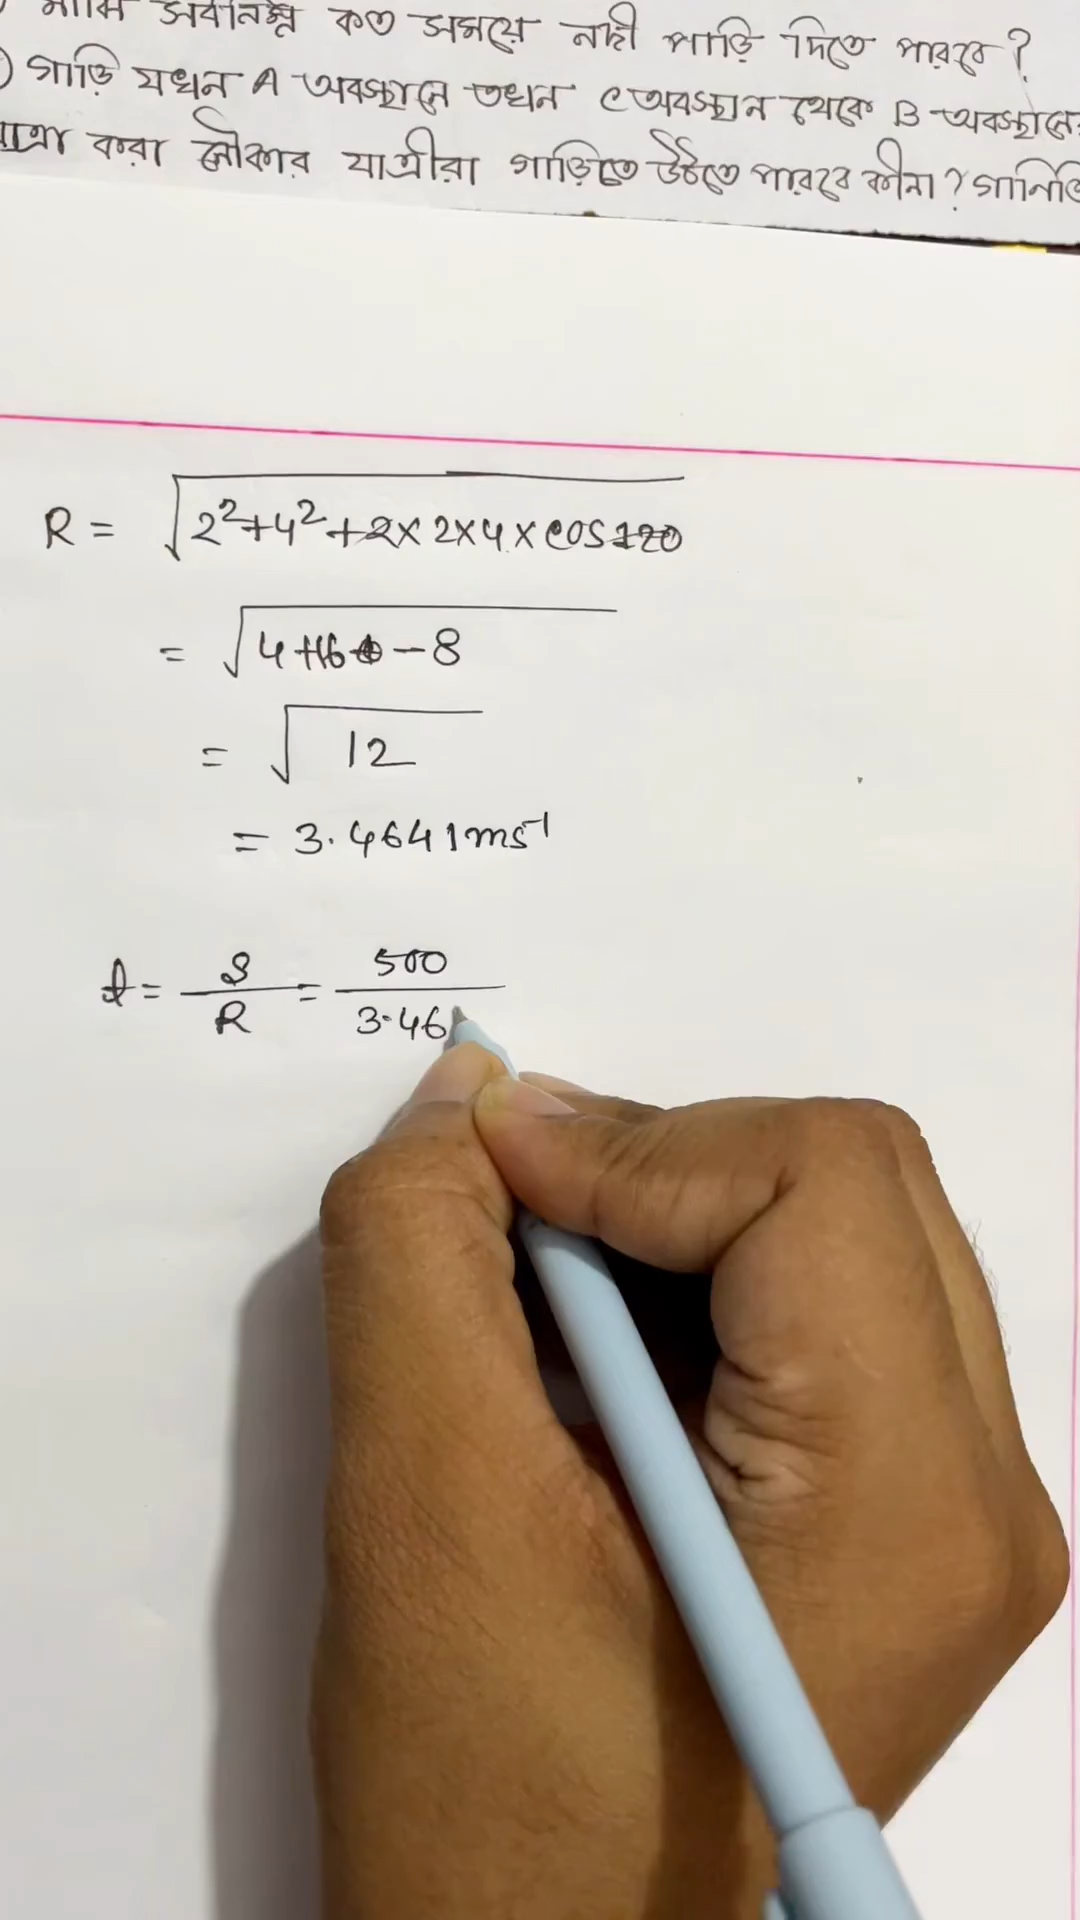 মাঝি সর্বনিম্ন কত সময়ে নদী পাড়ি দিতে পারবে?
) গাড়ি যখন A অবস্থানে তখন C অবস্থান থেকে B অবস্থানে
যাত্রা করা নৌকার যাত্রীরা গাড়িতে উঠতে পারবে কীনা? গানিতি
R = √2²+4²+2×2×4×cos120
= √4+16-8
= √12
= 3.4641ms⁻¹
t = S/R = 500/3.46